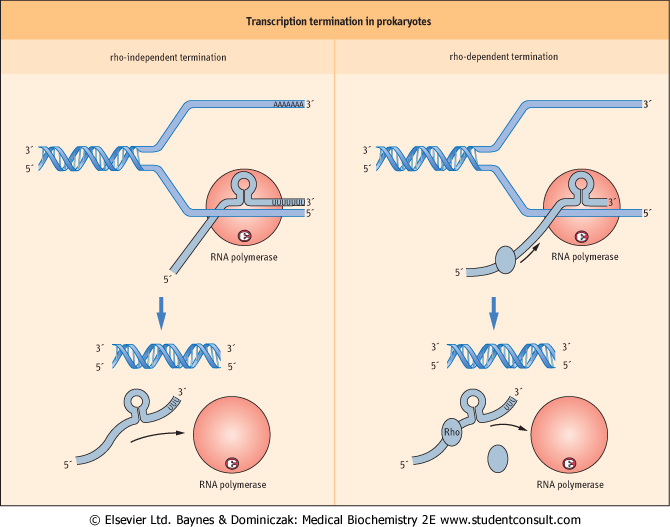 Transcription termination in prokaryotes
rho-independent termination
rho-dependent termination
AAAAAAA 3´
3´
3´
5´
3´
5´
UUUUUUU 3´
5´
3´
5´
RNA polymerase
RNA polymerase
5´
5´
3´ 3´
5´ 5´
3´ 3´
5´ 5´
3´
UUU
3´
UU
Rho
5´
5´
RNA polymerase
RNA polymerase
© Elsevier Ltd. Baynes & Dominiczak: Medical Biochemistry 2E www.studentconsult.com